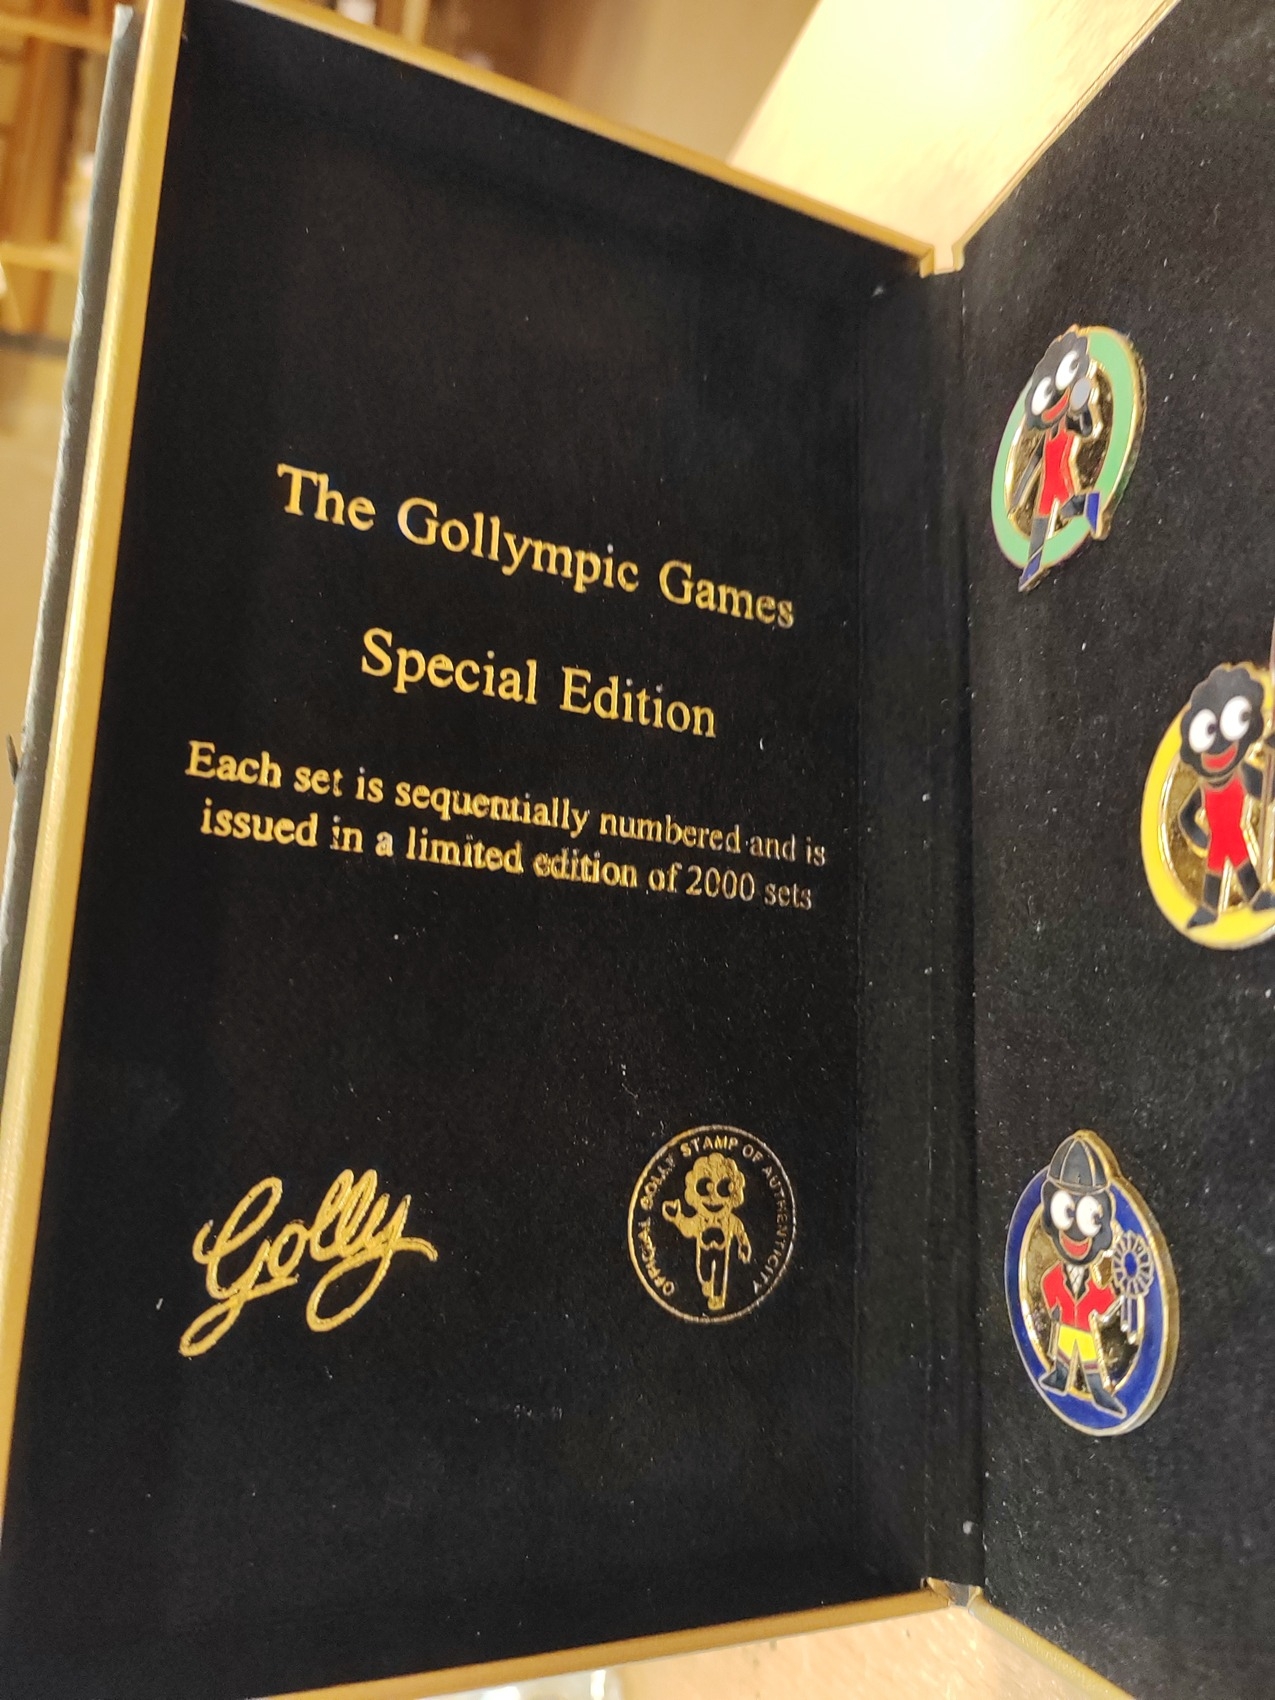 The Gollympic Games
Special Edition
Each set is sequentially numbered and is
issued in a limited edition of 2000 sets
Golly
OFFICIAL GOLLY STAMP OF AUTHENTICITY